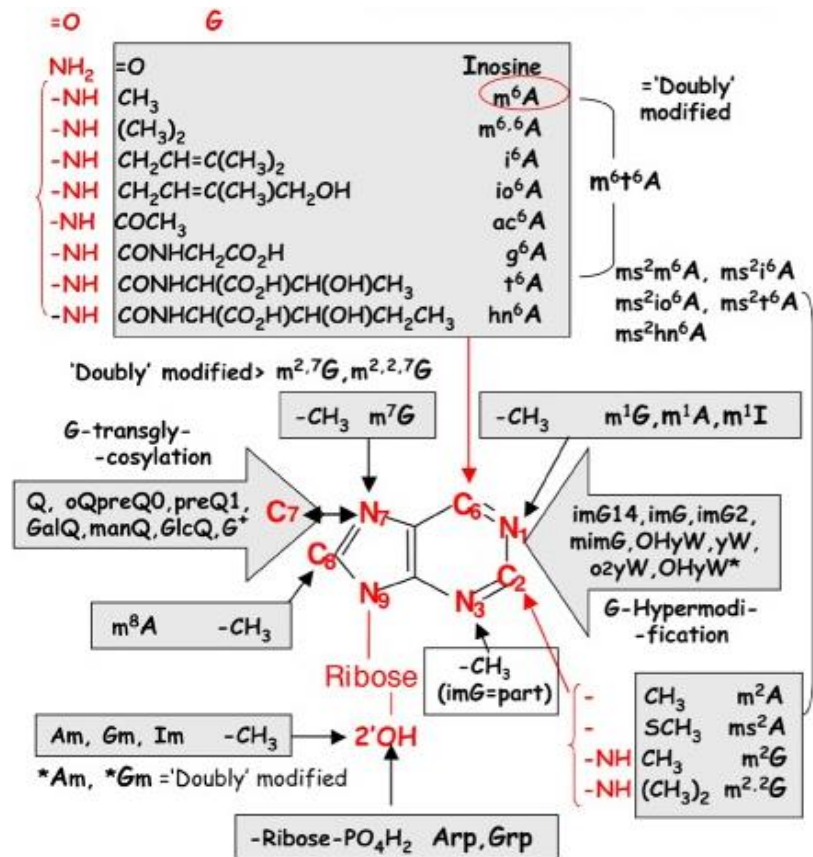 =O G
NH₂ =O Inosine
-NH CH₃ m⁶A
-NH (CH₃)₂ m⁶·⁶A
-NH CH₂CH=C(CH₃)₂ i⁶A
-NH CH₂CH=C(CH₃)CH₂OH io⁶A
-NH COCH₃ ac⁶A
-NH CONHCH₂CO₂H g⁶A
-NH CONHCH(CO₂H)CH(OH)CH₃ t⁶A
-NH CONHCH(CO₂H)CH(OH)CH₂CH₃ hn⁶A
='Doubly'
modified
m⁶t⁶A
ms²m⁶A, ms²i⁶A
ms²io⁶A, ms²t⁶A
ms²hn⁶A
'Doubly' modified> m²,⁷G,m²,²,⁷G
-CH₃ m⁷G
-CH₃ m¹G,m¹A,m¹I
G-transgly-
-cosylation
Q, oQpreQ0,preQ1,
GalQ,manQ,GlcQ,G⁺
C7
N7
C6
N1
C8
C2
N9
N3
imG14,imG,imG2,
mimG,OHyW,yW,
o2yW,OHyW*
G-Hypermodi-
-fication
m⁸A -CH₃
-CH₃
(imG=part)
Ribose
2'OH
Am, Gm, Im -CH₃
*Am, *Gm ='Doubly' modified
- CH₃ m²A
- SCH₃ ms²A
-NH CH₃ m²G
-NH (CH₃)₂ m²·²G
-Ribose-PO₄H₂ Arp,Grp